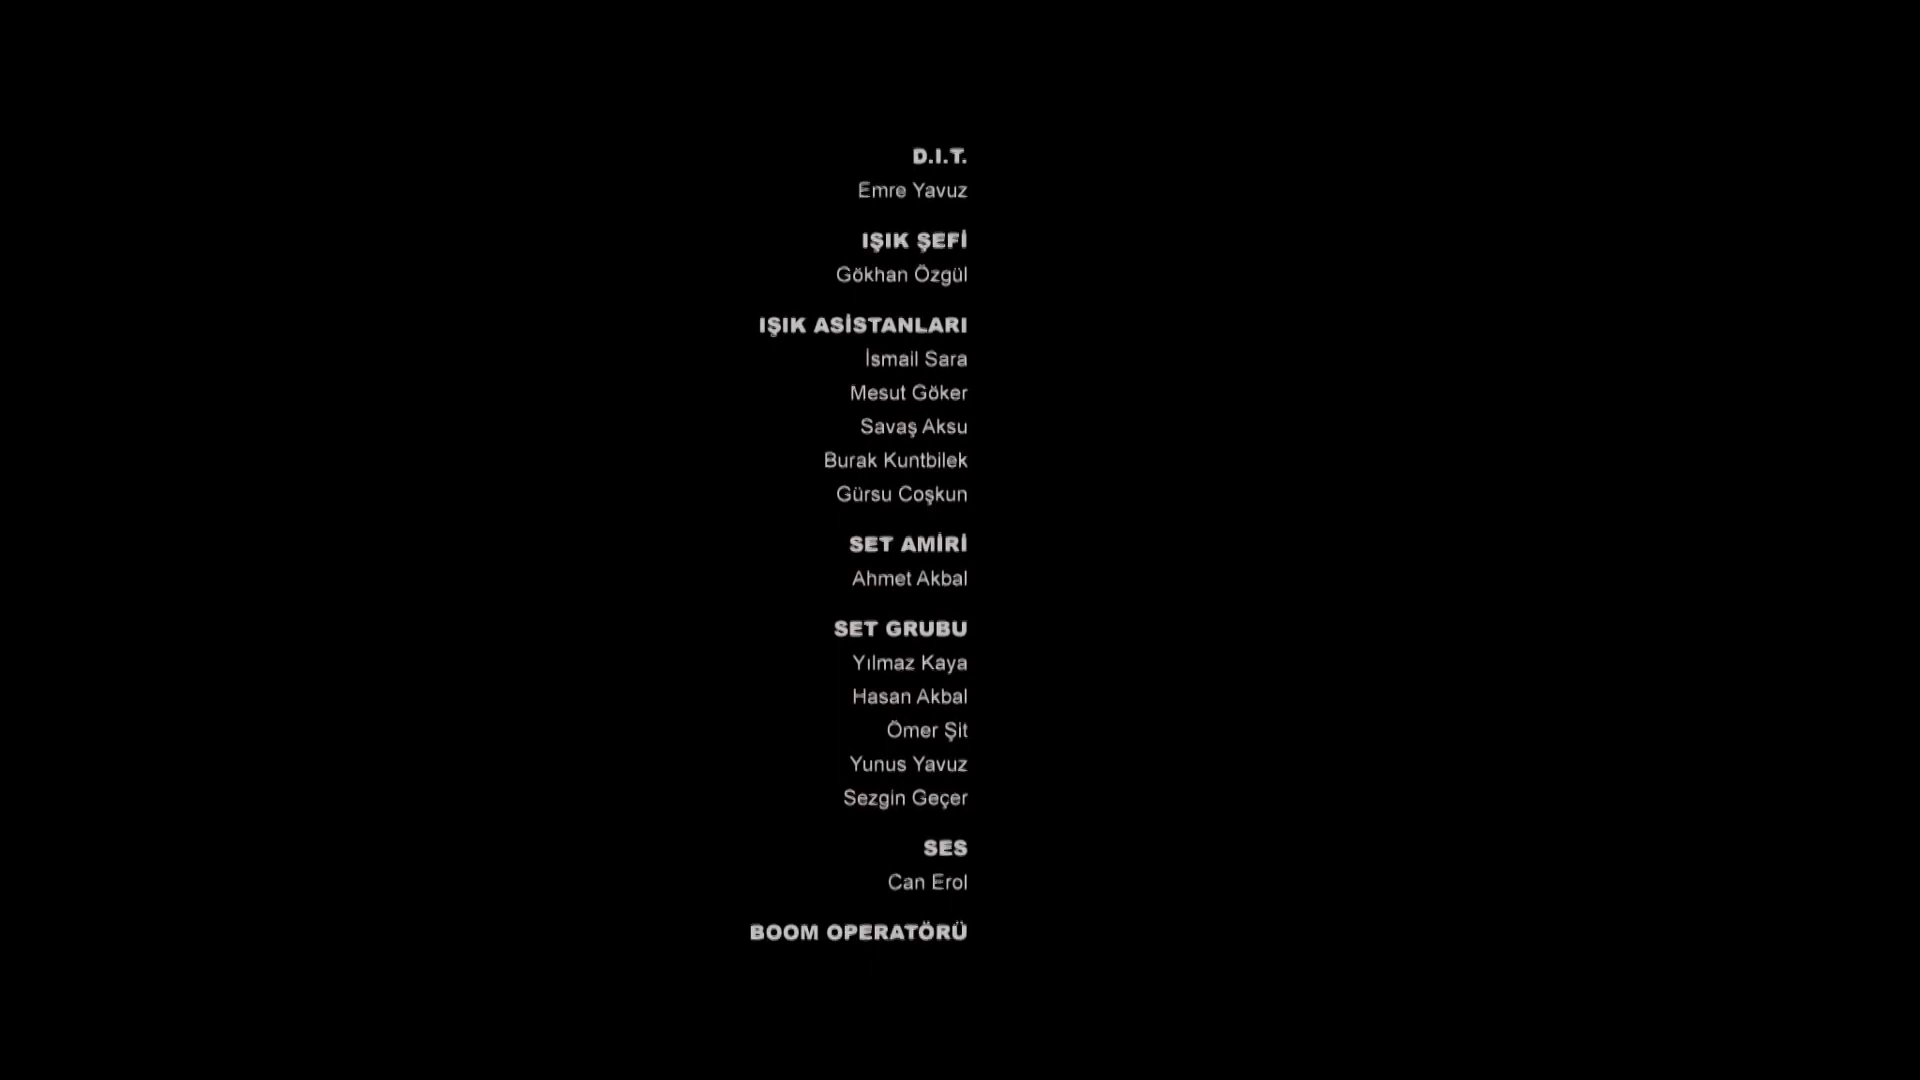 D.I.T.
Emre Yavuz
IŞIK ŞEFİ
Gökhan Özgül
IŞIK ASİSTANLARI
İsmail Sara
Mesut Göker
Savaş Aksu
Burak Kuntbilek
Gürsu Coşkun
SET AMİRİ
Ahmet Akbal
SET GRUBU
Yılmaz Kaya
Hasan Akbal
Ömer Şit
Yunus Yavuz
Sezgin Geçer
SES
Can Erol
BOOM OPERATÖRÜ